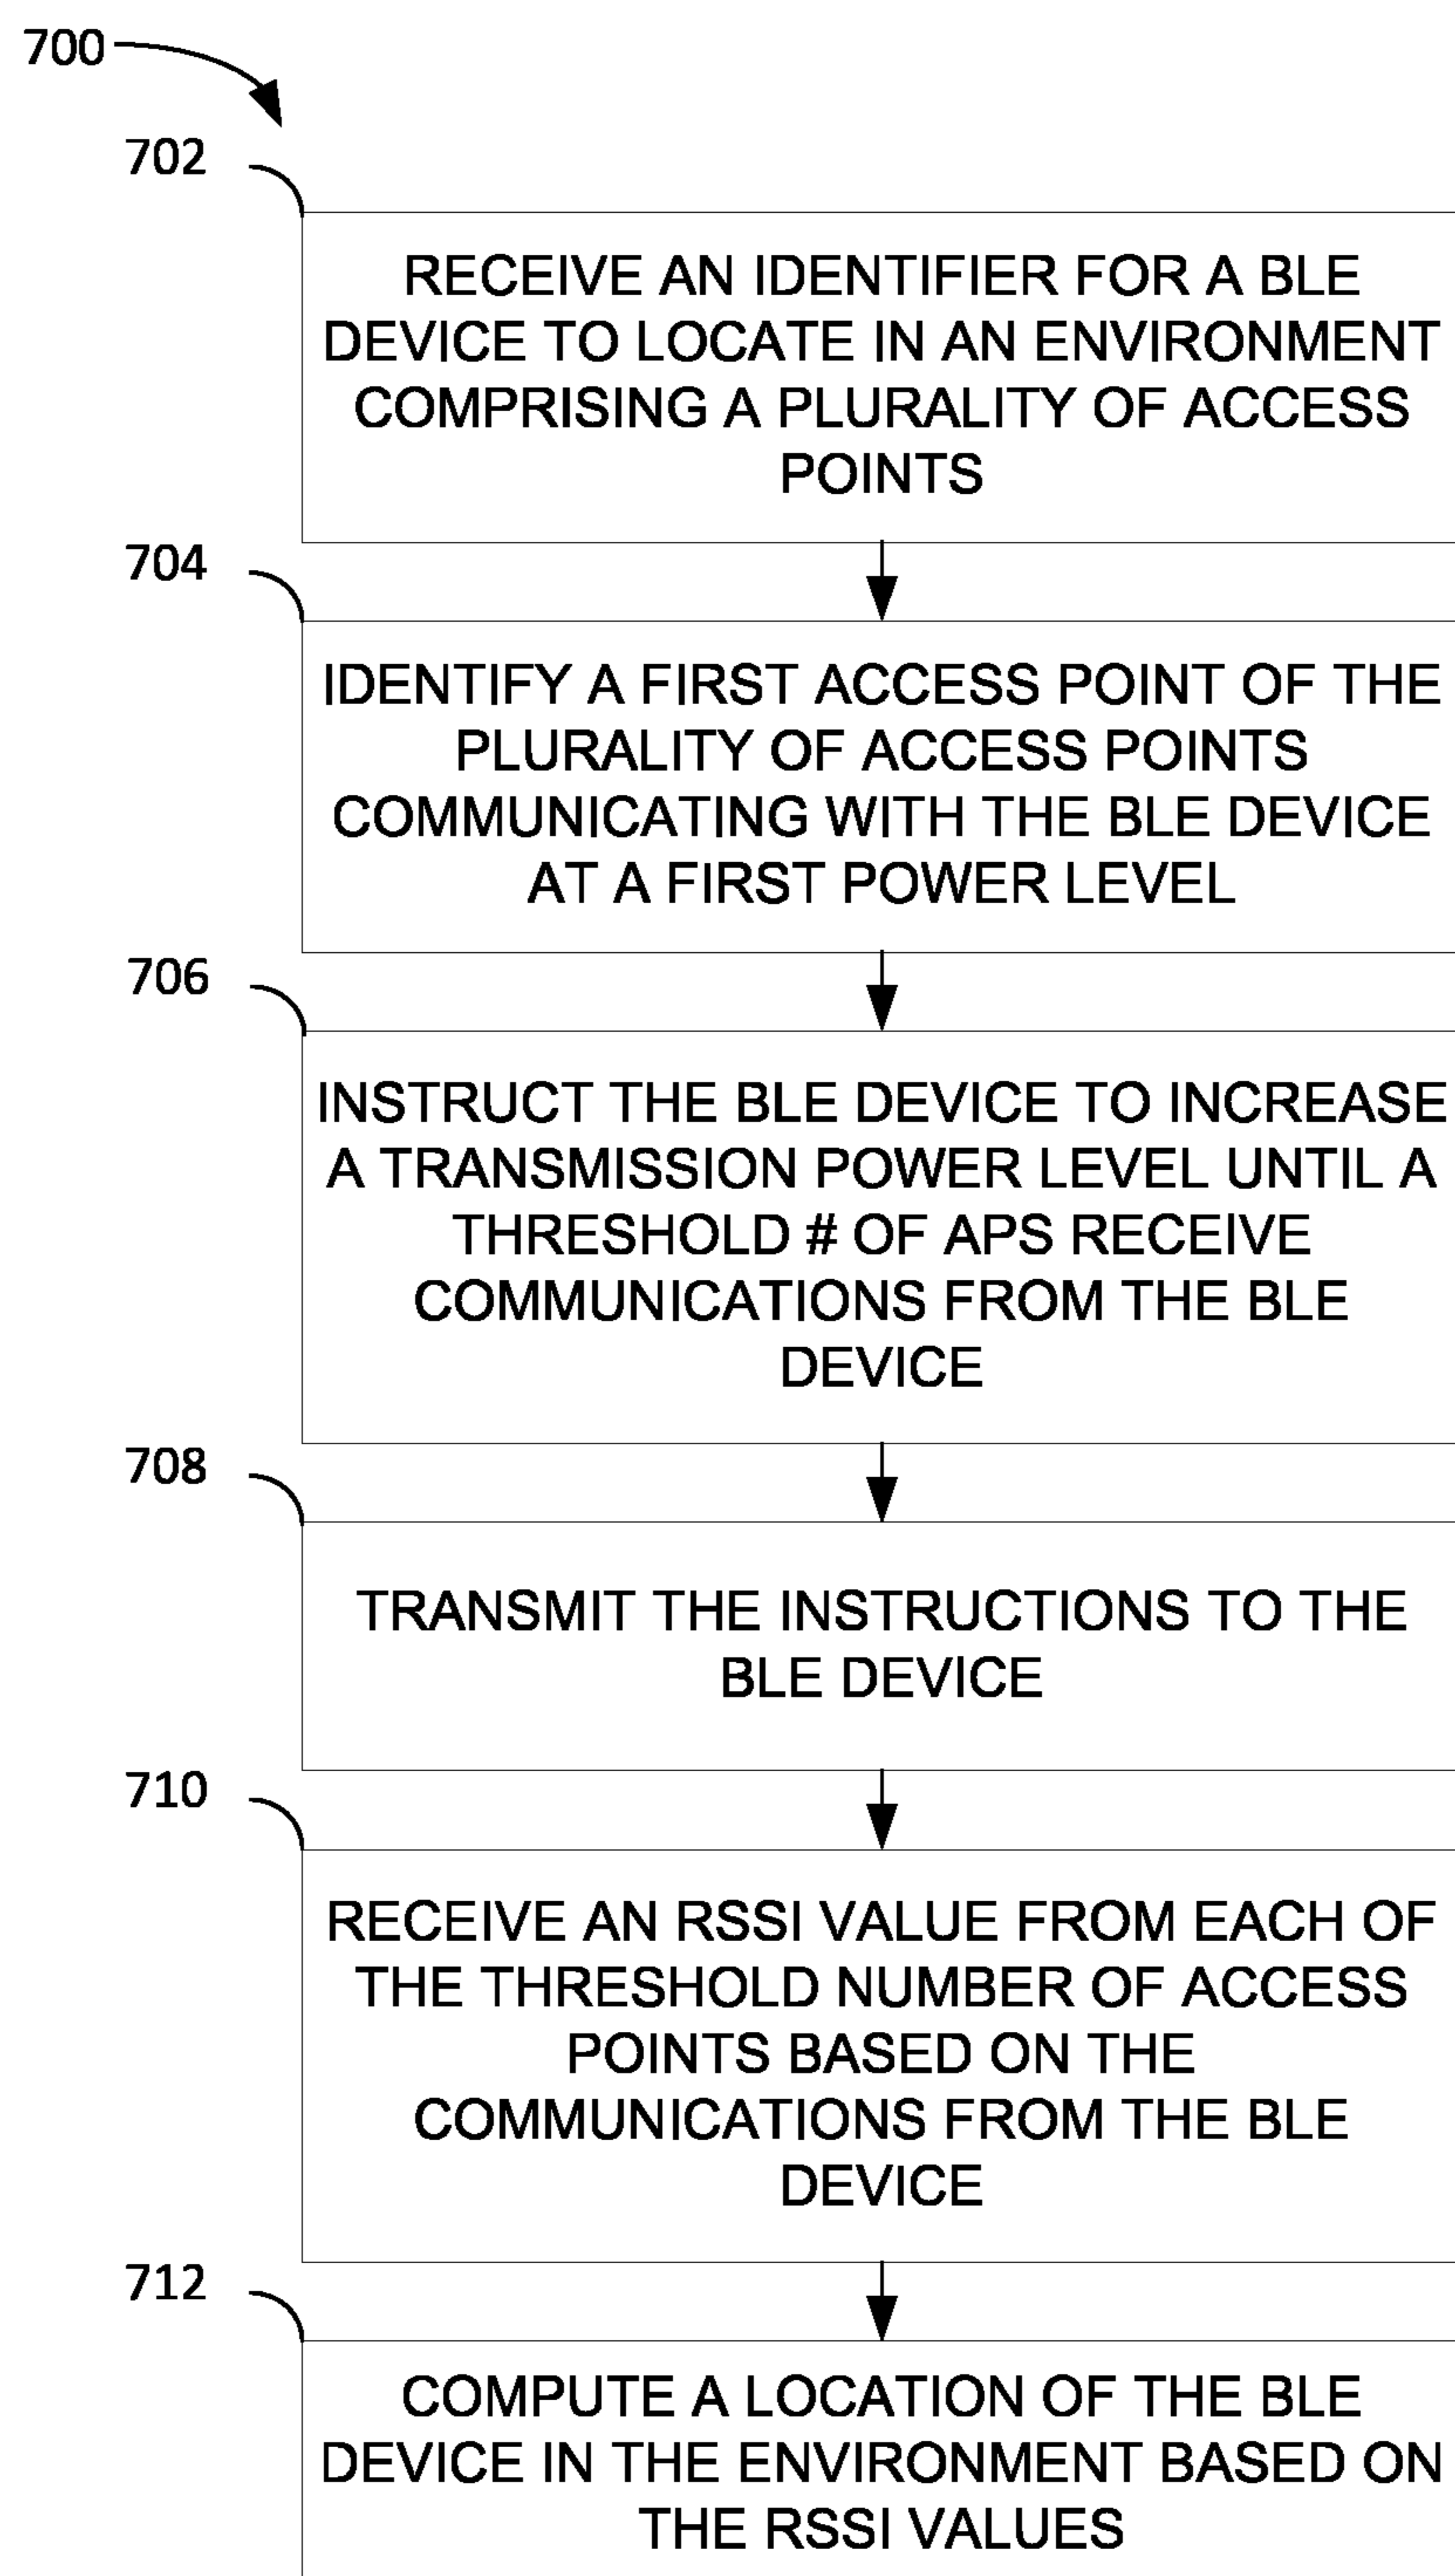 700
702
RECEIVE AN IDENTIFIER FOR A BLE
DEVICE TO LOCATE IN AN ENVIRONMENT
COMPRISING A PLURALITY OF ACCESS
POINTS
704
IDENTIFY A FIRST ACCESS POINT OF THE
PLURALITY OF ACCESS POINTS
COMMUNICATING WITH THE BLE DEVICE
AT A FIRST POWER LEVEL
706
INSTRUCT THE BLE DEVICE TO INCREASE
A TRANSMISSION POWER LEVEL UNTIL A
THRESHOLD # OF APS RECEIVE
COMMUNICATIONS FROM THE BLE
DEVICE
708
TRANSMIT THE INSTRUCTIONS TO THE
BLE DEVICE
710
RECEIVE AN RSSI VALUE FROM EACH OF
THE THRESHOLD NUMBER OF ACCESS
POINTS BASED ON THE
COMMUNICATIONS FROM THE BLE
DEVICE
712
COMPUTE A LOCATION OF THE BLE
DEVICE IN THE ENVIRONMENT BASED ON
THE RSSI VALUES